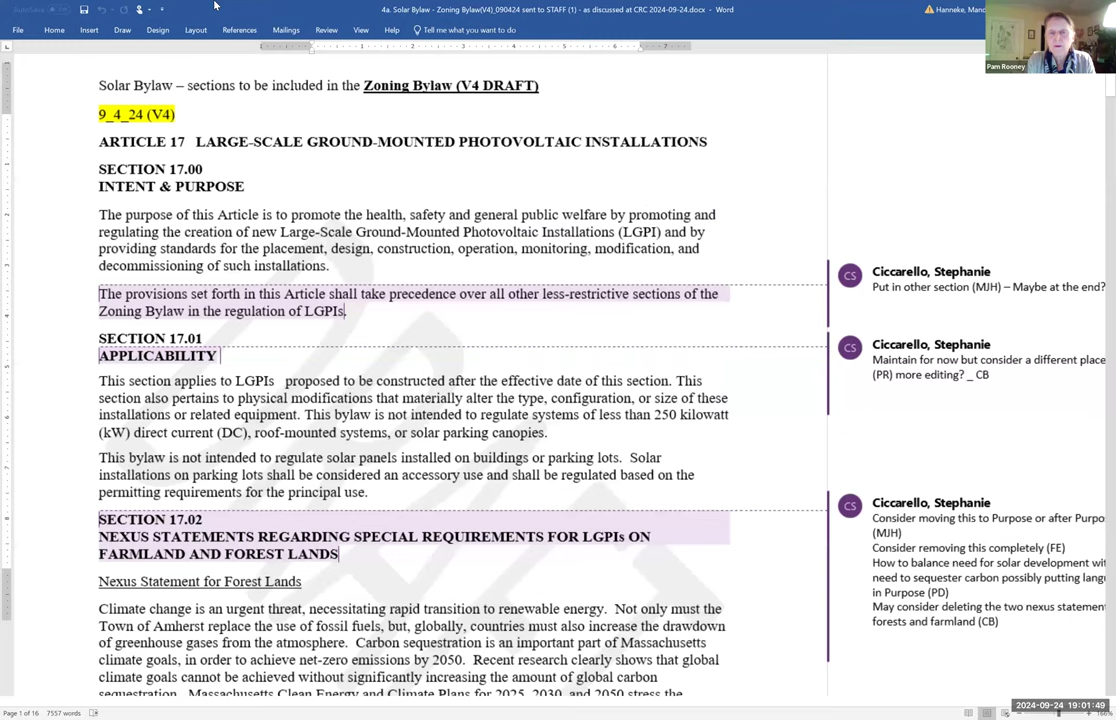 4a. Solar Bylaw - Zoning Bylaw(V4)_090424 sent to STAFF (1) - as discussed at CRC 2024-09-24.docx - Word
Hanneke, Mand
File Home Insert Draw Design Layout References Mailings Review View Help Tell me what you want to do
Pam Rooney
Solar Bylaw – sections to be included in the Zoning Bylaw (V4 DRAFT)
9_4_24 (V4)
ARTICLE 17 LARGE-SCALE GROUND-MOUNTED PHOTOVOLTAIC INSTALLATIONS
SECTION 17.00
INTENT & PURPOSE
The purpose of this Article is to promote the health, safety and general public welfare by promoting and
regulating the creation of new Large-Scale Ground-Mounted Photovoltaic Installations (LGPI) and by
providing standards for the placement, design, construction, operation, monitoring, modification, and
decommissioning of such installations.
The provisions set forth in this Article shall take precedence over all other less-restrictive sections of the
Zoning Bylaw in the regulation of LGPIs.
SECTION 17.01
APPLICABILITY
This section applies to LGPIs proposed to be constructed after the effective date of this section. This
section also pertains to physical modifications that materially alter the type, configuration, or size of these
installations or related equipment. This bylaw is not intended to regulate systems of less than 250 kilowatt
(kW) direct current (DC), roof-mounted systems, or solar parking canopies.
This bylaw is not intended to regulate solar panels installed on buildings or parking lots. Solar
installations on parking lots shall be considered an accessory use and shall be regulated based on the
permitting requirements for the principal use.
SECTION 17.02
NEXUS STATEMENTS REGARDING SPECIAL REQUIREMENTS FOR LGPIs ON
FARMLAND AND FOREST LANDS
Nexus Statement for Forest Lands
Climate change is an urgent threat, necessitating rapid transition to renewable energy. Not only must the
Town of Amherst replace the use of fossil fuels, but, globally, countries must also increase the drawdown
of greenhouse gases from the atmosphere. Carbon sequestration is an important part of Massachusetts
climate goals, in order to achieve net-zero emissions by 2050. Recent research clearly shows that global
climate goals cannot be achieved without significantly increasing the amount of global carbon
sequestration. Massachusetts Clean Energy and Climate Plans for 2025, 2030, and 2050 stress the
CS Ciccarello, Stephanie
Put in other section (MJH) – Maybe at the end?
CS Ciccarello, Stephanie
Maintain for now but consider a different place
(PR) more editing? _ CB
CS Ciccarello, Stephanie
Consider moving this to Purpose or after Purpo
(MJH)
Consider removing this completely (FE)
How to balance need for solar development wi
need to sequester carbon possibly putting lang
in Purpose (PD)
May consider deleting the two nexus statement
forests and farmland (CB)
DRAFT
Page 1 of 16 7557 words
2024-09-24 19:01:49